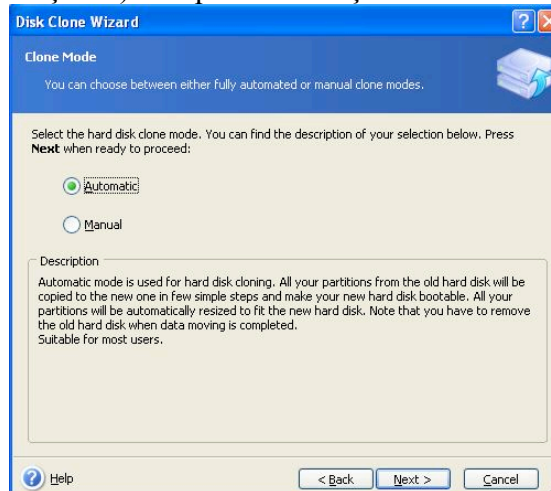 Disk Clone Wizard
Clone Mode
You can choose between either fully automated or manual clone modes.
Select the hard disk clone mode. You can find the description of your selection below. Press
Next when ready to proceed:
Automatic
Manual
Description
Automatic mode is used for hard disk cloning. All your partitions from the old hard disk will be
copied to the new one in few simple steps and make your new hard disk bootable. All your
partitions will be automatically resized to fit the new hard disk. Note that you have to remove
the old hard disk when data moving is completed.
Suitable for most users.
Help
< Back
Next >
Cancel